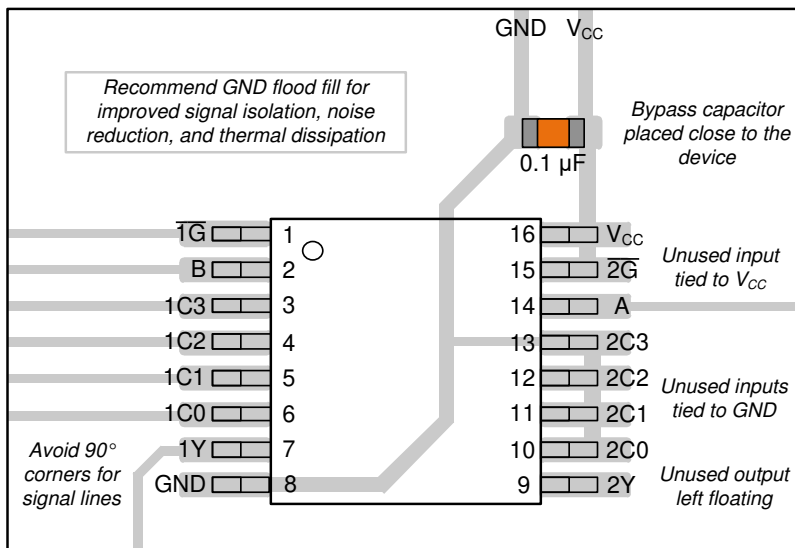 GND VCC
Recommend GND flood fill for
improved signal isolation, noise
reduction, and thermal dissipation
Bypass capacitor
placed close to the
device
0.1 µF
1G̅ 1 16 VCC
B 2 15 2G̅
Unused input
tied to VCC
1C3 3 14 A
1C2 4 13 2C3
1C1 5 12 2C2
1C0 6 11 2C1
Unused inputs
tied to GND
1Y 7 10 2C0
GND 8 9 2Y
Avoid 90°
corners for
signal lines
Unused output
left floating